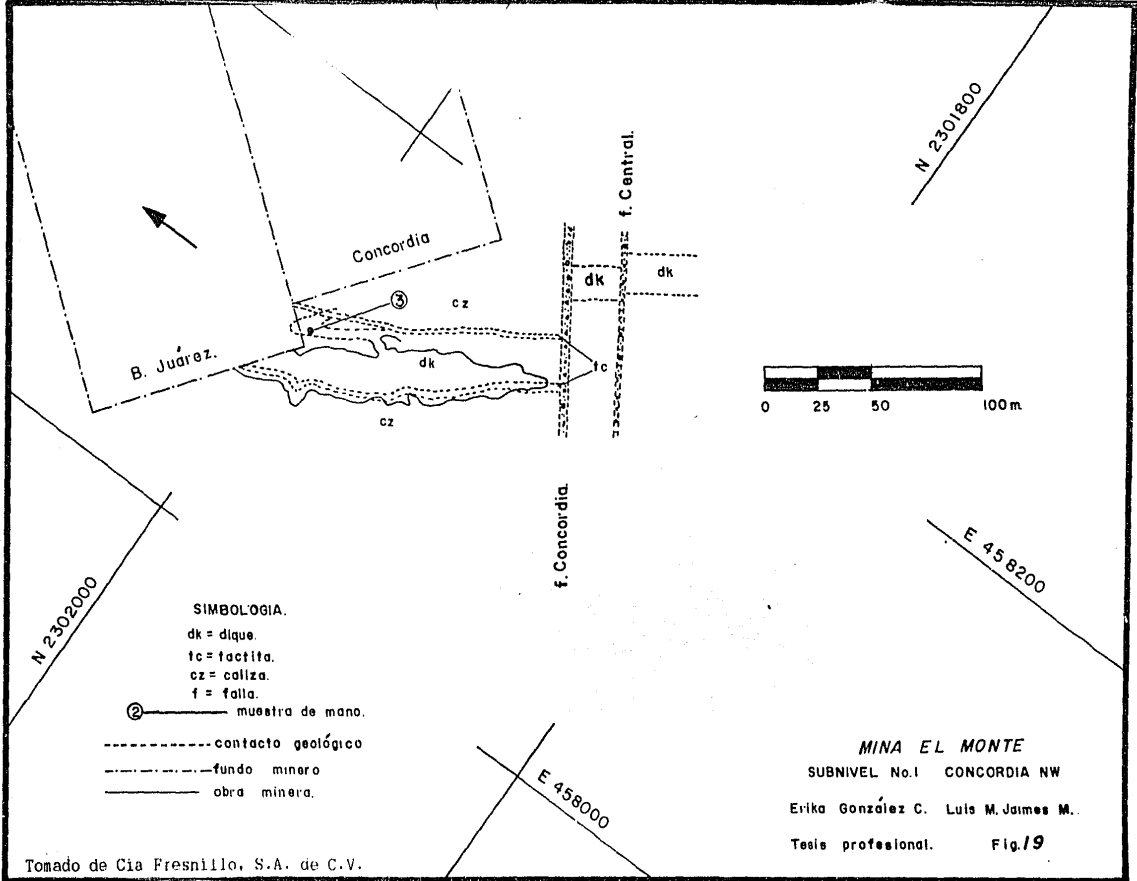 N 2301800
f. Central.
Concordia
dk
dk
③
cz
B. Juárez.
dk
tc
cz
0 25 50 100 m.
f. Concordia.
E 458200
N 2302000
SIMBOLOGIA.
dk = dique.
tc = tactita.
cz = caliza.
f = falla.
② muestra de mano.
contacto geológico
fundo minero
obra minera.
E 458000
MINA EL MONTE
SUBNIVEL No.1 CONCORDIA NW
Erika González C. Luis M. Jaimes M.
Tesis profesional. Fig. 19
Tomado de Cia Fresnillo, S.A. de C.V.